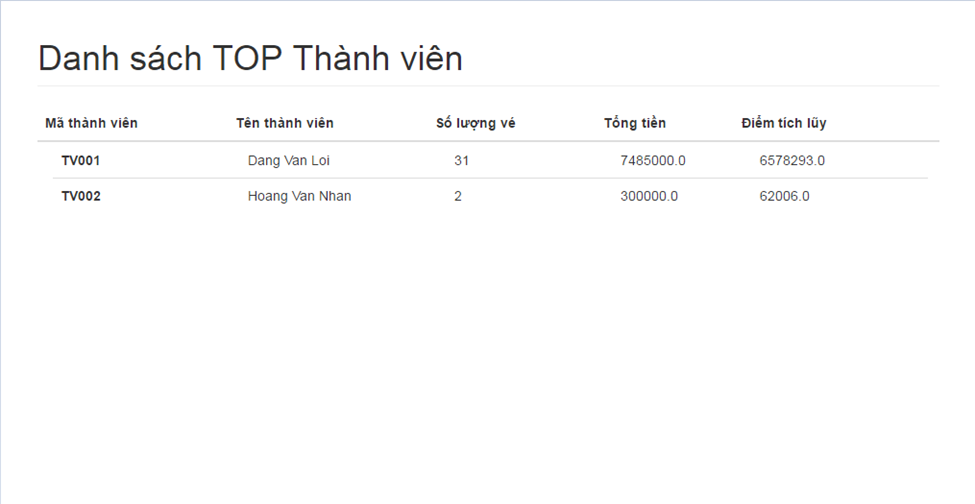 Danh sách TOP Thành viên
Mã thành viên Tên thành viên Số lượng vé Tổng tiền Điểm tích lũy
TV001 Dang Van Loi 31 7485000.0 6578293.0
TV002 Hoang Van Nhan 2 300000.0 62006.0